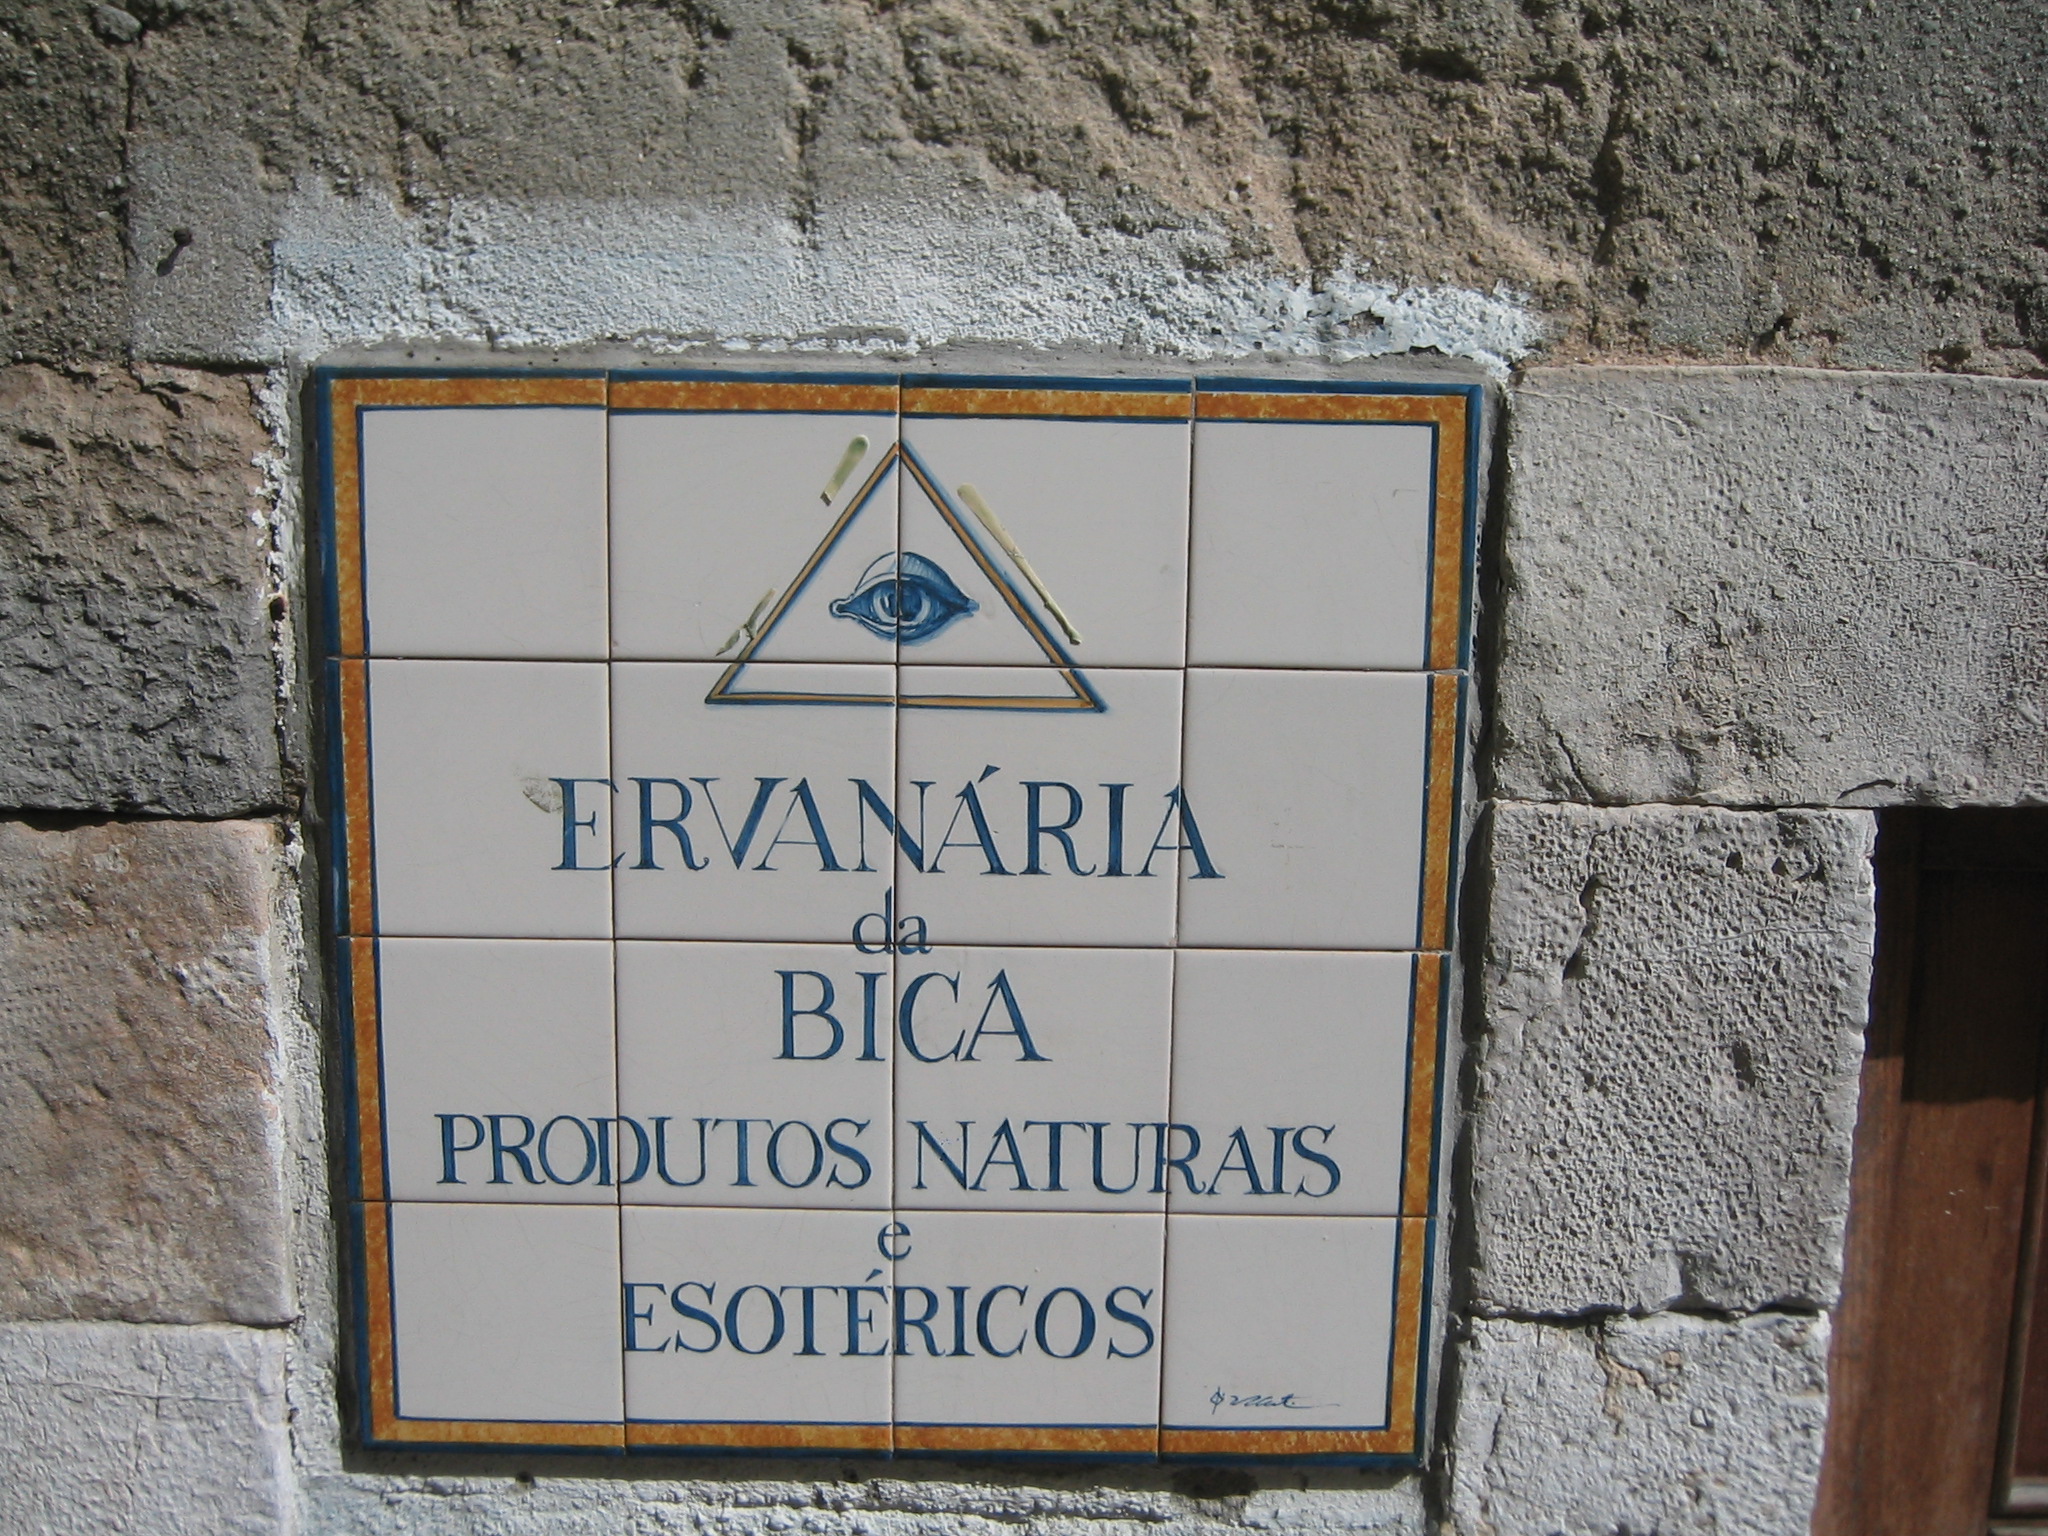 ERVANÁRIA
da
BICA
PRODUTOS NATURAIS
e
ESOTÉRICOS